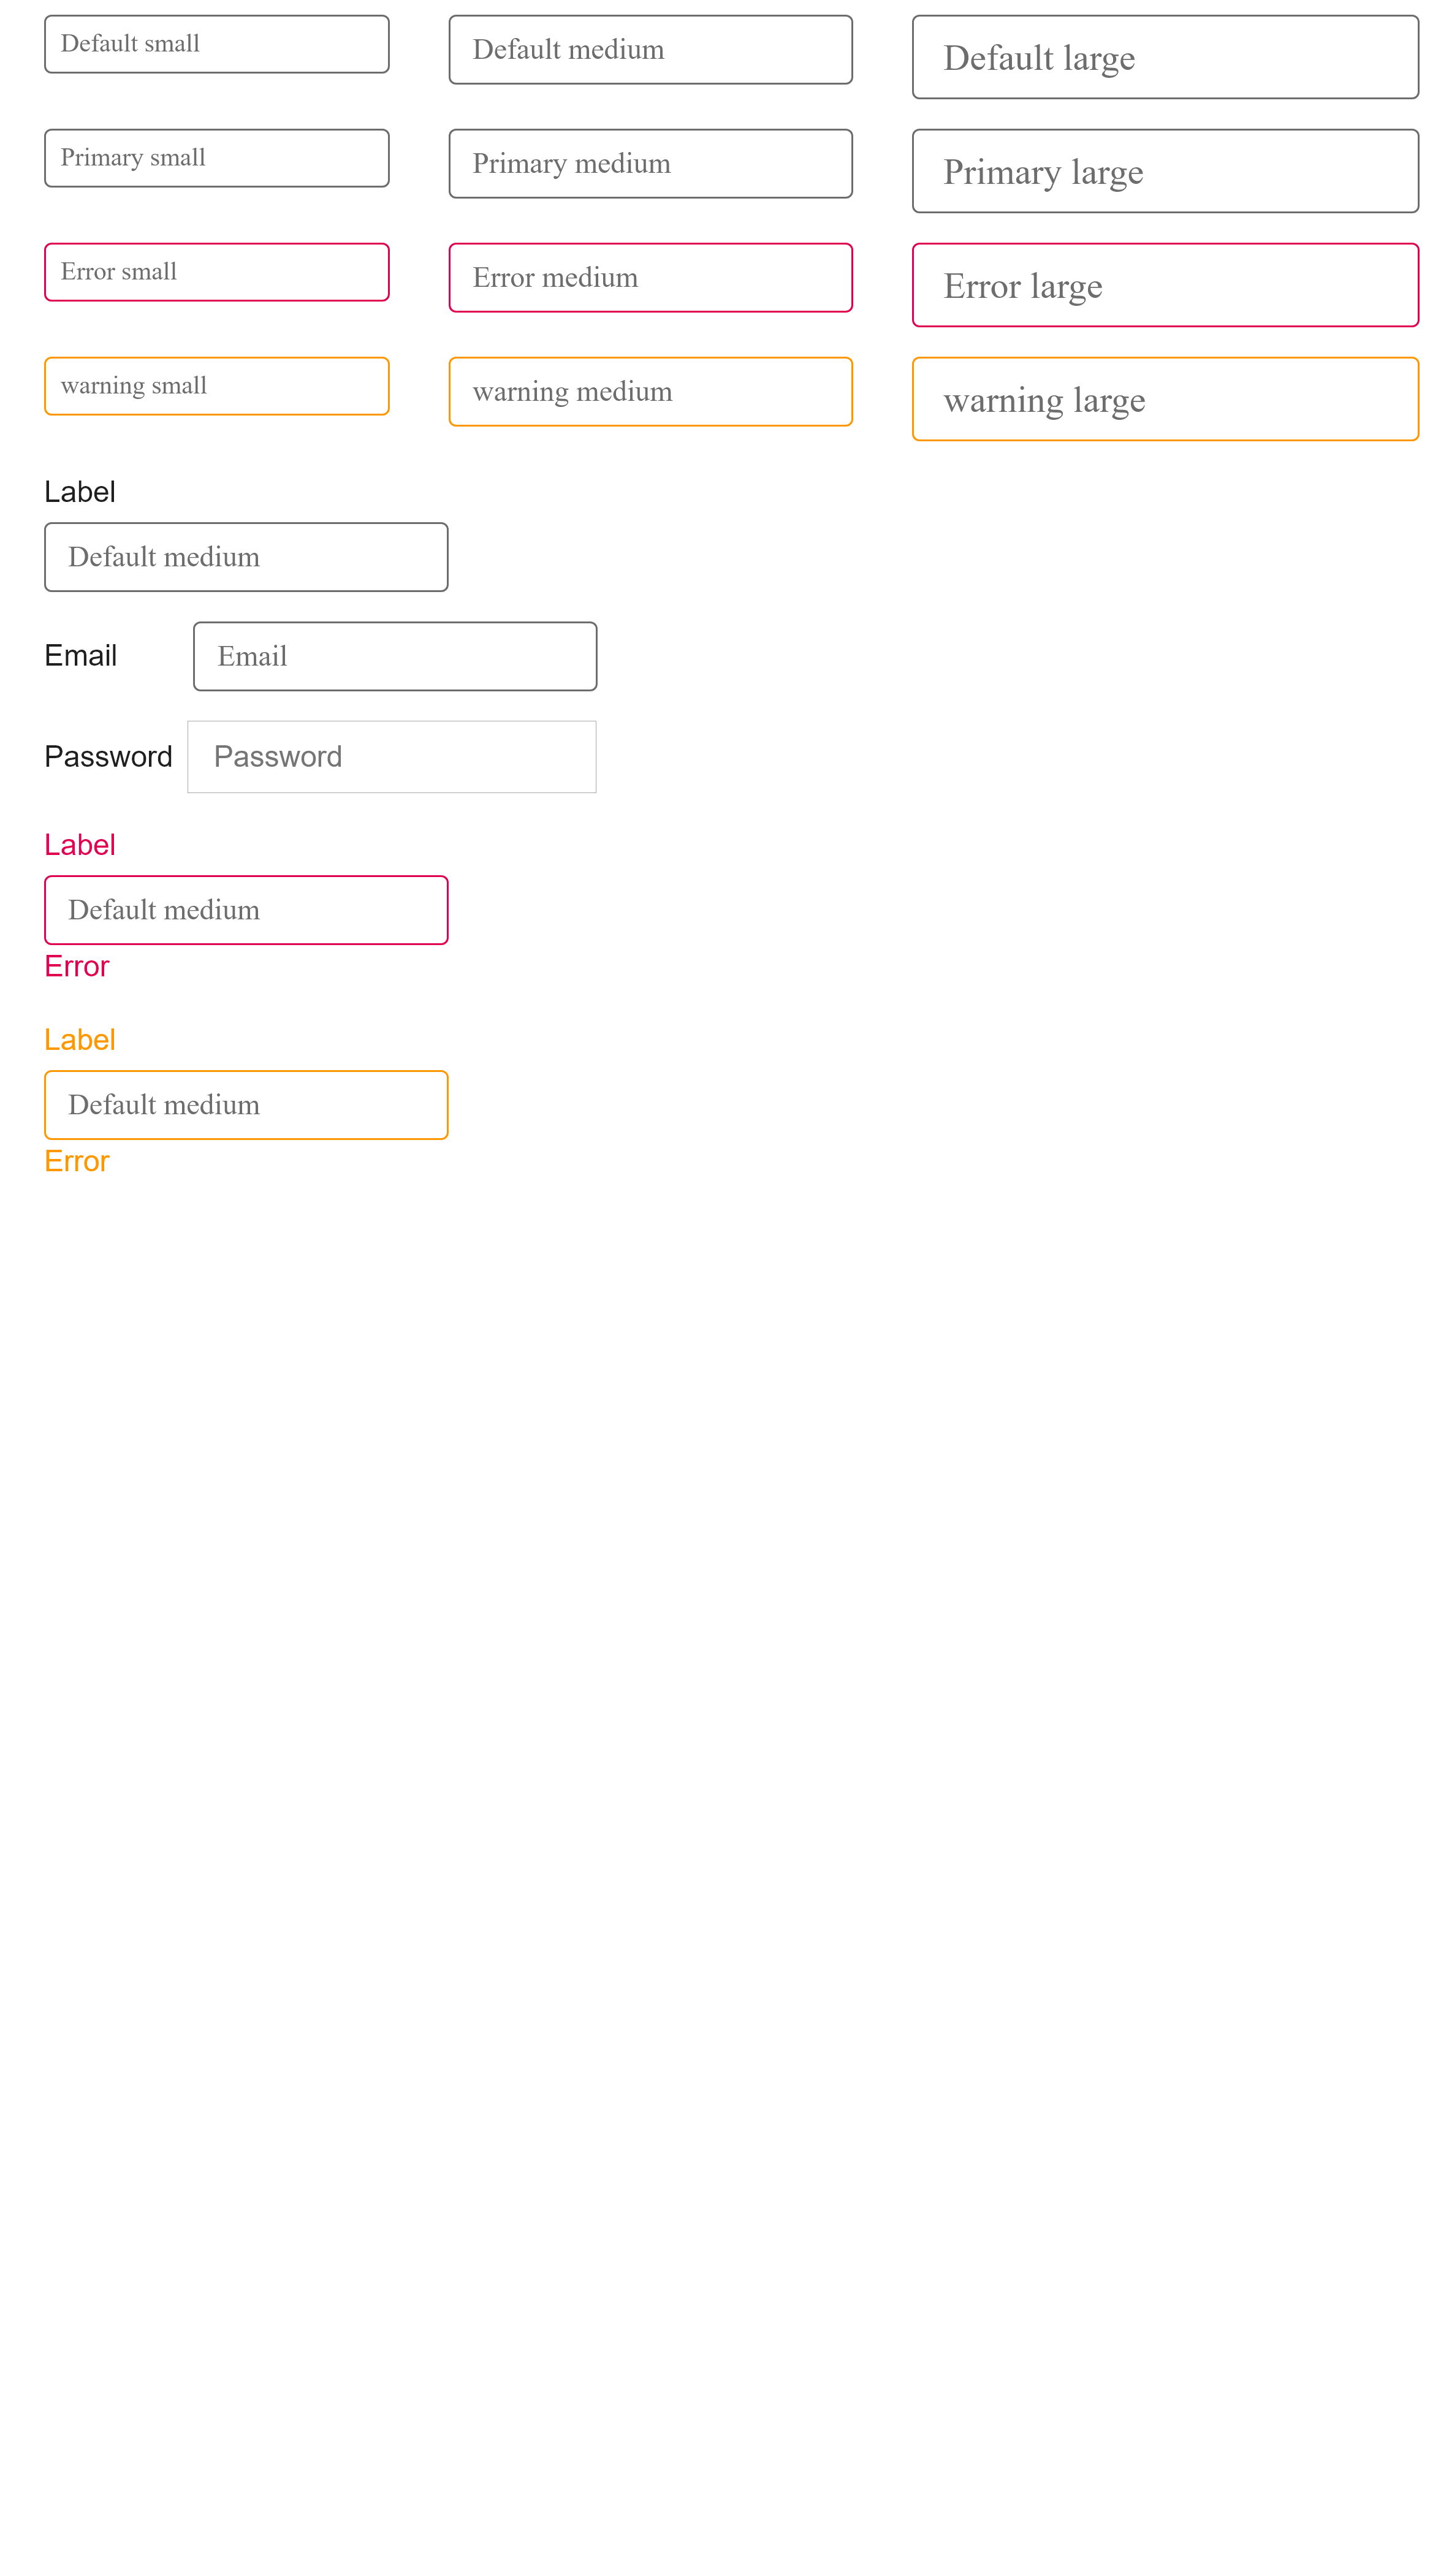 Default small
Default medium
Default large
Primary small
Primary medium
Primary large
Error small
Error medium
Error large
warning small
warning medium
warning large
Label
Default medium
Email
Email
Password
Password
Label
Default medium
Error
Label
Default medium
Error